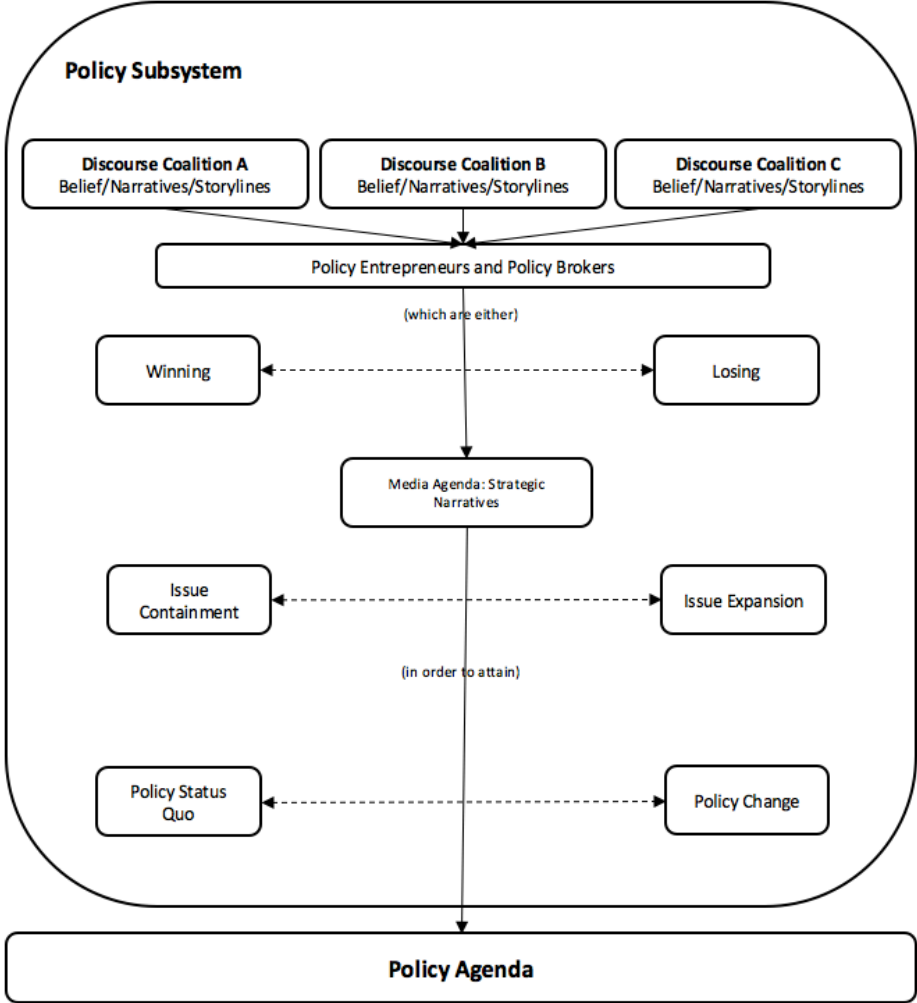 Policy Subsystem
Discourse Coalition A
Belief/Narratives/Storylines
Discourse Coalition B
Belief/Narratives/Storylines
Discourse Coalition C
Belief/Narratives/Storylines
Policy Entrepreneurs and Policy Brokers
(which are either)
Winning
Losing
Media Agenda: Strategic
Narratives
Issue
Containment
Issue Expansion
(in order to attain)
Policy Status
Quo
Policy Change
Policy Agenda